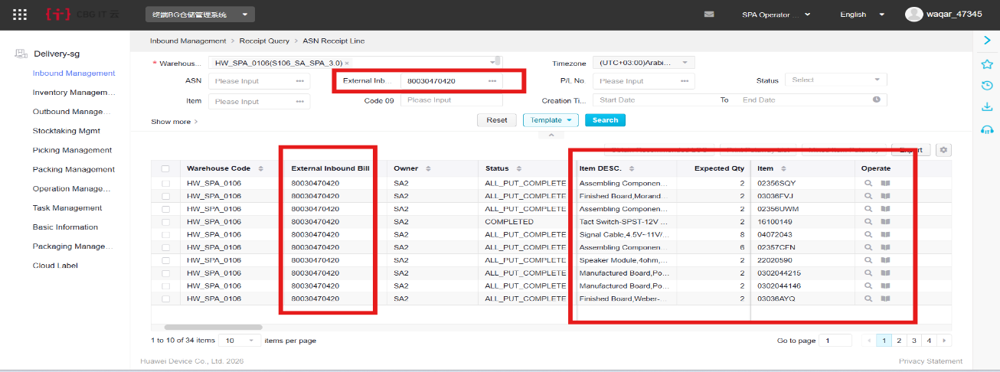 CBG IT 云
终端BG仓储管理系统
SPA Operator ...
English
waqar_47345
Delivery-sg
Inbound Management
Inventory Managem...
Outbound Manage...
Stocktaking Mgmt
Picking Management
Packing Management
Operation Manage...
Task Management
Basic Information
Packaging Manage...
Cloud Label
Inbound Management > Receipt Query > ASN Receipt Line
* Warehous... HW_SPA_0106(S106_SA_SPA_3.0) × Timezone (UTC+03:00)Arabi...
ASN Please Input ••• External Inb... 80030470420 ••• P/L No. Please Input ••• Status Select
Item Please Input ••• Code 09 Please Input Creation Ti... Start Date To End Date
Show more > Reset Template Search
Export
Warehouse Code External Inbound Bill Owner Status Item DESC. Expected Qty Item Operate
HW_SPA_0106 80030470420 SA2 ALL_PUT_COMPLETE Assembling Componen... 2 02356SQY
HW_SPA_0106 80030470420 SA2 ALL_PUT_COMPLETE Finished Board,Morand... 2 03036FVJ
HW_SPA_0106 80030470420 SA2 ALL_PUT_COMPLETE Assembling Componen... 2 02356UWM
HW_SPA_0106 80030470420 SA2 COMPLETED Tact Switch-SPST-12V ... 2 16100149
HW_SPA_0106 80030470420 SA2 ALL_PUT_COMPLETE Signal Cable,4.5V~11V/... 8 04072043
HW_SPA_0106 80030470420 SA2 ALL_PUT_COMPLETE Assembling Componen... 6 02357CFN
HW_SPA_0106 80030470420 SA2 ALL_PUT_COMPLETE Speaker Module,4ohm,... 2 22020590
HW_SPA_0106 80030470420 SA2 ALL_PUT_COMPLETE Manufactured Board,Po... 2 0302044215
HW_SPA_0106 80030470420 SA2 ALL_PUT_COMPLETE Manufactured Board,Po... 2 0302044146
HW_SPA_0106 80030470420 SA2 ALL_PUT_COMPLETE Finished Board,Weber-... 2 03036AYQ
1 to 10 of 34 items 10 items per page Go to page 1 1 2 3 4
Huawei Device Co., Ltd. 2026 Privacy Statement